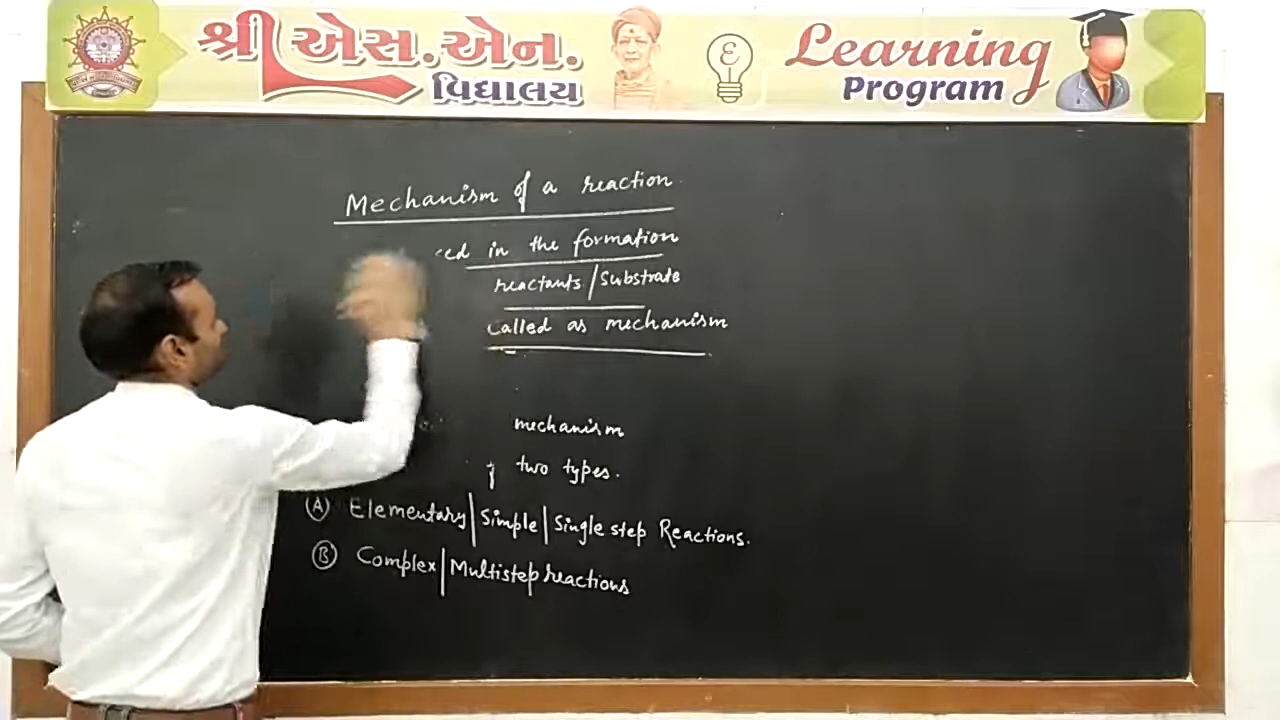 શ્રી એસ.એન.
વિદ્યાલય
Learning
Program
Mechanism of a reaction
in the formation
reactants/Substrate
Called as mechanism
mechanism
two types.
(A) Elementary|Simple|Single step Reactions.
(B) Complex|Multistep reactions